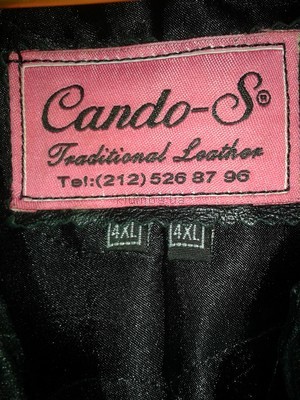 Cando-S®
Traditional Leather
Tel:(212) 526 87 96
4XL 4XL